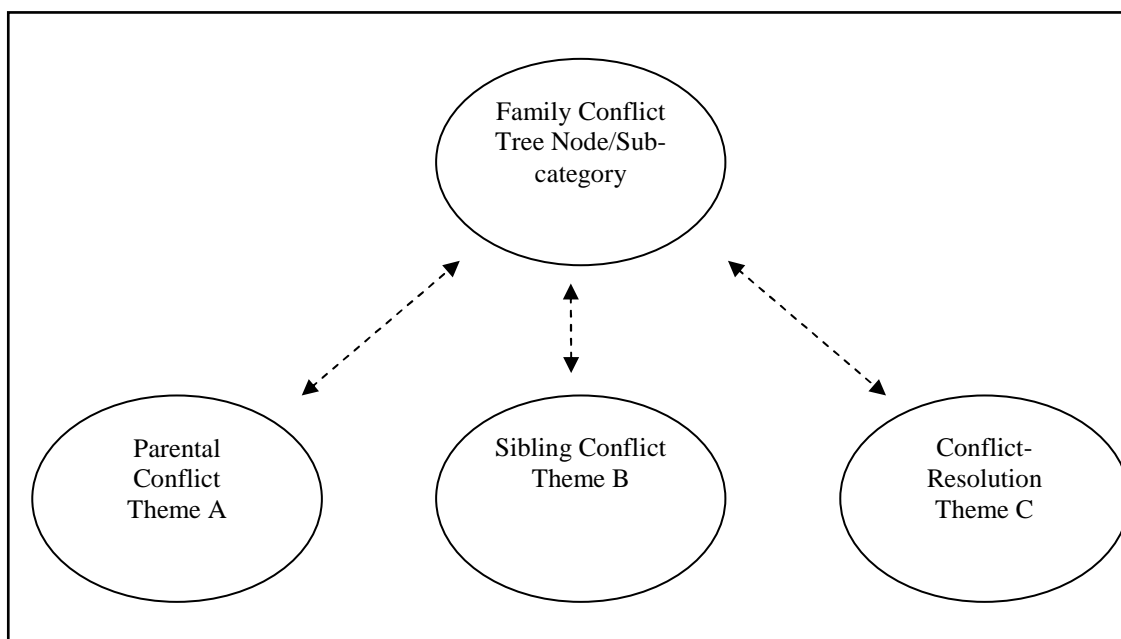 Family Conflict
Tree Node/Sub-
category
Parental
Conflict
Theme A
Sibling Conflict
Theme B
Conflict-
Resolution
Theme C